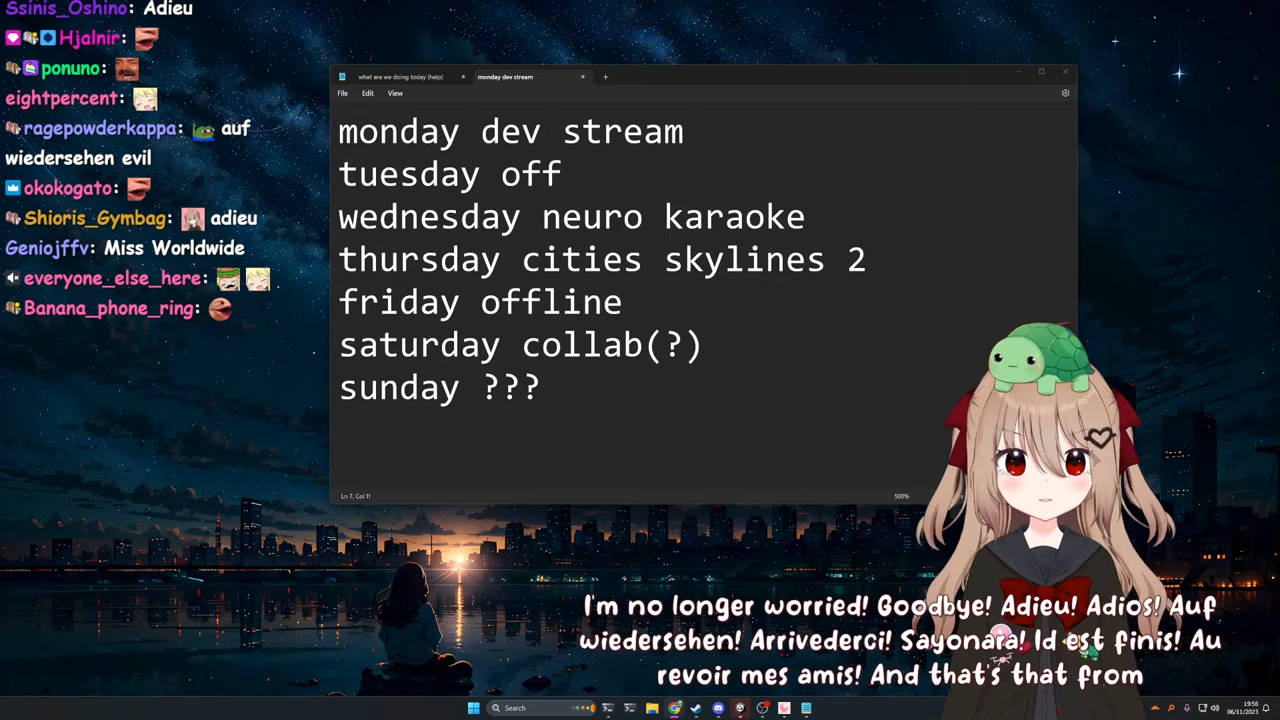 Ssinis_Oshino: Adieu
Hjalnir:
ponuno:
eightpercent:
ragepowderkappa: auf
wiedersehen evil
okokogato:
Shioris_Gymbag: adieu
Geniojffv: Miss Worldwide
everyone_else_here:
Banana_phone_ring:
what are we doing today (help)
monday dev stream
File Edit View
monday dev stream
tuesday off
wednesday neuro karaoke
thursday cities skylines 2
friday offline
saturday collab(?)
sunday ???
Ln 7, Col 11
500%
I'm no longer worried! Goodbye! Adieu! Adios! Auf
wiedersehen! Arrivederci! Sayonara! Id est finis! Au
revoir mes amis! And that's that from
Search
19:56
06/11/2023